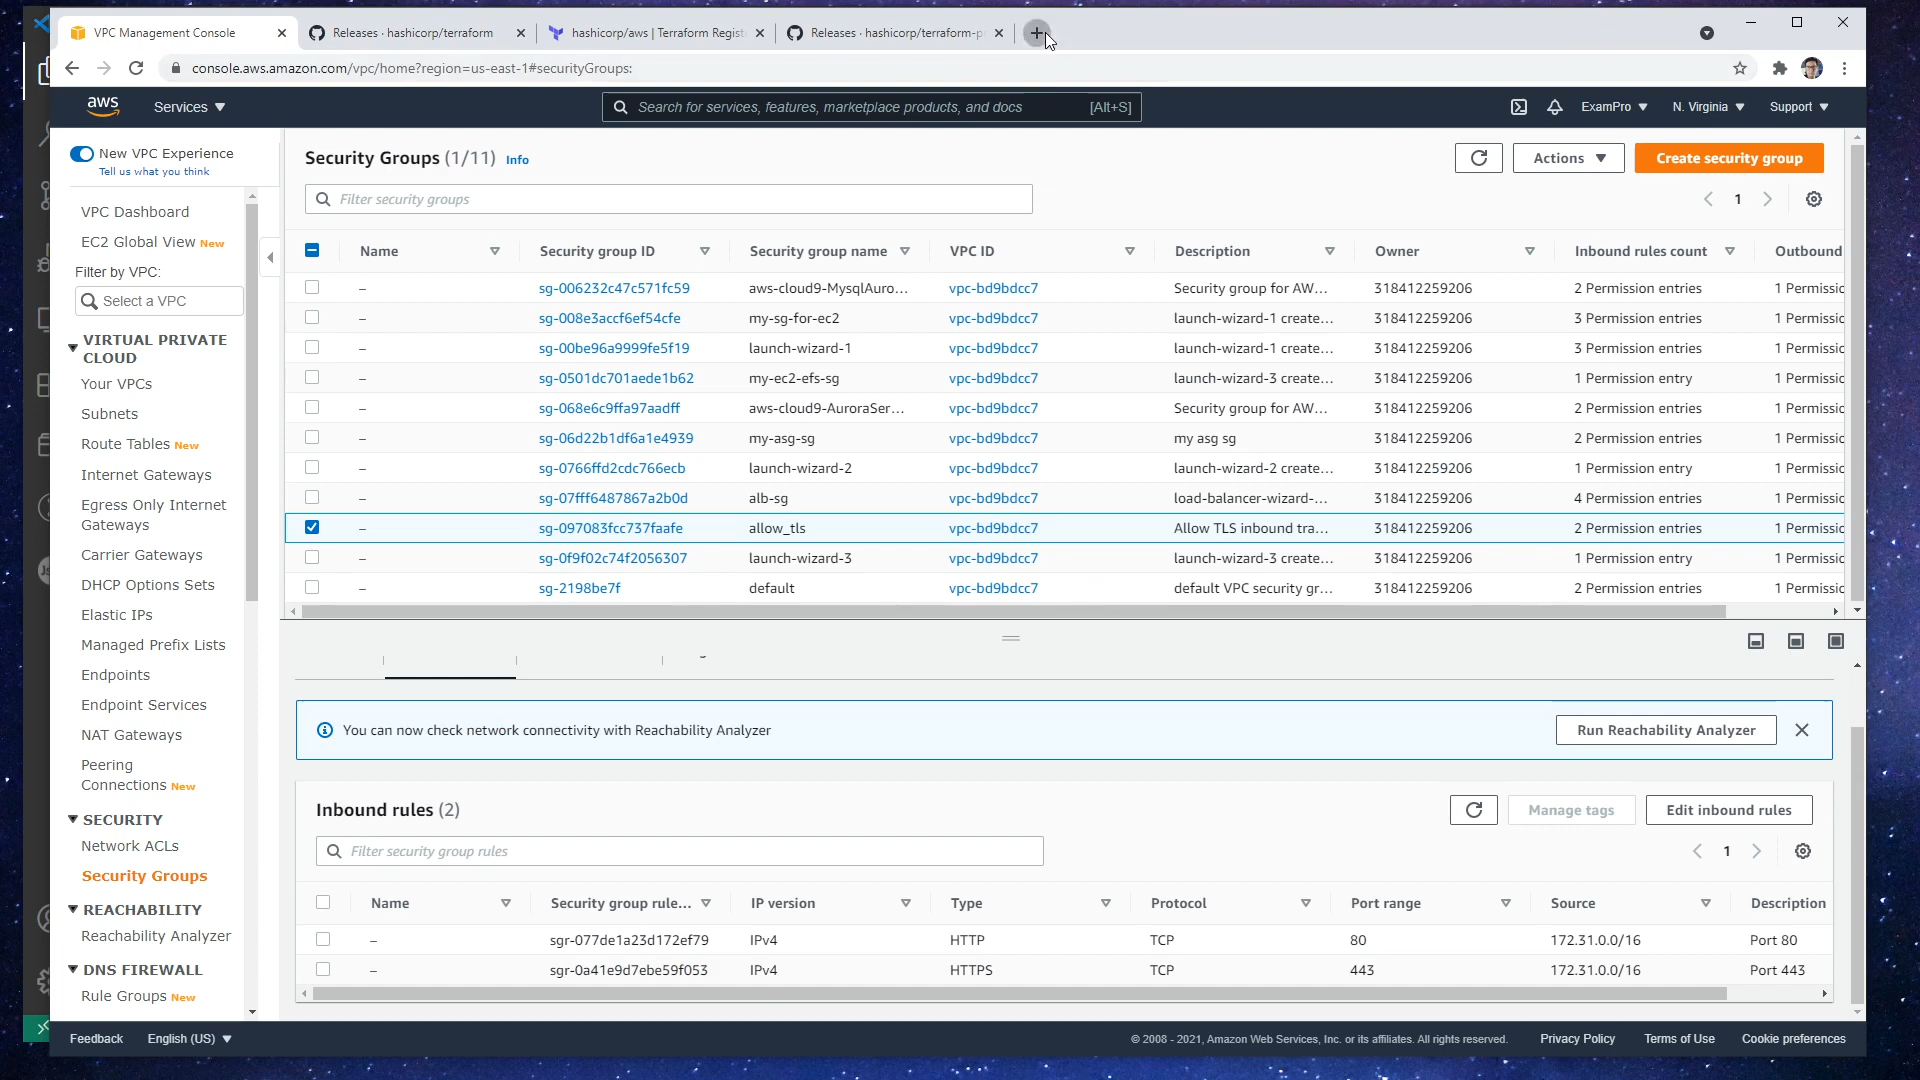 VPC Management Console
Releases · hashicorp/terraform
hashicorp/aws | Terraform Regist
Releases · hashicorp/terraform-p
console.aws.amazon.com/vpc/home?region=us-east-1#securityGroups:
aws
Services
Search for services, features, marketplace products, and docs
[Alt+S]
ExamPro
N. Virginia
Support
New VPC Experience
Tell us what you think
VPC Dashboard
EC2 Global View New
Filter by VPC:
Select a VPC
VIRTUAL PRIVATE
CLOUD
Your VPCs
Subnets
Route Tables New
Internet Gateways
Egress Only Internet
Gateways
Carrier Gateways
DHCP Options Sets
Elastic IPs
Managed Prefix Lists
Endpoints
Endpoint Services
NAT Gateways
Peering
Connections New
SECURITY
Network ACLs
Security Groups
REACHABILITY
Reachability Analyzer
DNS FIREWALL
Rule Groups New
Security Groups (1/11) Info
Actions
Create security group
Filter security groups
1
Name Security group ID Security group name VPC ID Description Owner Inbound rules count Outbound
– sg-006232c47c571fc59 aws-cloud9-MysqlAuro... vpc-bd9bdcc7 Security group for AW... 318412259206 2 Permission entries 1 Permissic
– sg-008e3accf6ef54cfe my-sg-for-ec2 vpc-bd9bdcc7 launch-wizard-1 create... 318412259206 3 Permission entries 1 Permissic
– sg-00be96a9999fe5f19 launch-wizard-1 vpc-bd9bdcc7 launch-wizard-1 create... 318412259206 3 Permission entries 1 Permissic
– sg-0501dc701aede1b62 my-ec2-efs-sg vpc-bd9bdcc7 launch-wizard-3 create... 318412259206 1 Permission entry 1 Permissic
– sg-068e6c9ffa97aadff aws-cloud9-AuroraSer... vpc-bd9bdcc7 Security group for AW... 318412259206 2 Permission entries 1 Permissic
– sg-06d22b1df6a1e4939 my-asg-sg vpc-bd9bdcc7 my asg sg 318412259206 2 Permission entries 1 Permissic
– sg-0766ffd2cdc766ecb launch-wizard-2 vpc-bd9bdcc7 launch-wizard-2 create... 318412259206 1 Permission entry 1 Permissic
– sg-07fff6487867a2b0d alb-sg vpc-bd9bdcc7 load-balancer-wizard-... 318412259206 4 Permission entries 1 Permissic
– sg-097083fcc737faafe allow_tls vpc-bd9bdcc7 Allow TLS inbound tra... 318412259206 2 Permission entries 1 Permissic
– sg-0f9f02c74f2056307 launch-wizard-3 vpc-bd9bdcc7 launch-wizard-3 create... 318412259206 1 Permission entry 1 Permissic
– sg-2198be7f default vpc-bd9bdcc7 default VPC security gr... 318412259206 2 Permission entries 1 Permissic
You can now check network connectivity with Reachability Analyzer
Run Reachability Analyzer
Inbound rules (2)
Manage tags
Edit inbound rules
Filter security group rules
1
Name Security group rule... IP version Type Protocol Port range Source Description
– sgr-077de1a23d172ef79 IPv4 HTTP TCP 80 172.31.0.0/16 Port 80
– sgr-0a41e9d7ebe59f053 IPv4 HTTPS TCP 443 172.31.0.0/16 Port 443
Feedback
English (US)
© 2008 - 2021, Amazon Web Services, Inc. or its affiliates. All rights reserved.
Privacy Policy
Terms of Use
Cookie preferences